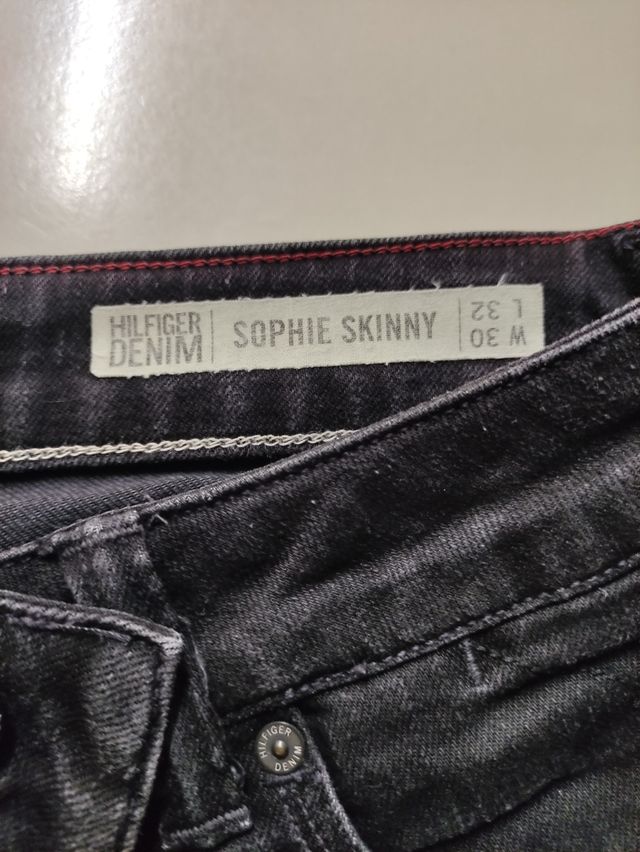 HILFIGER
DENIM
SOPHIE SKINNY
W 30
L 32
HILFIGER
DENIM